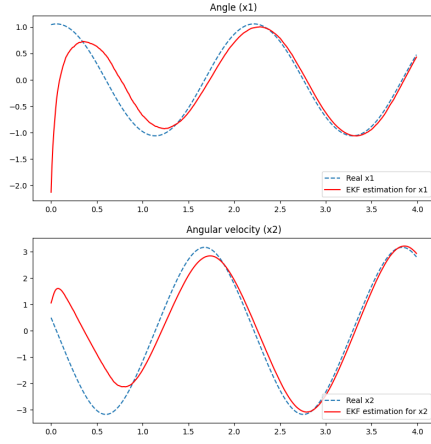 Angle (x1)
1.0
0.5
0.0
−0.5
−1.0
−1.5
−2.0
Real x1
EKF estimation for x1
0.0 0.5 1.0 1.5 2.0 2.5 3.0 3.5 4.0
Angular velocity (x2)
3
2
1
0
−1
−2
−3
Real x2
EKF estimation for x2
0.0 0.5 1.0 1.5 2.0 2.5 3.0 3.5 4.0